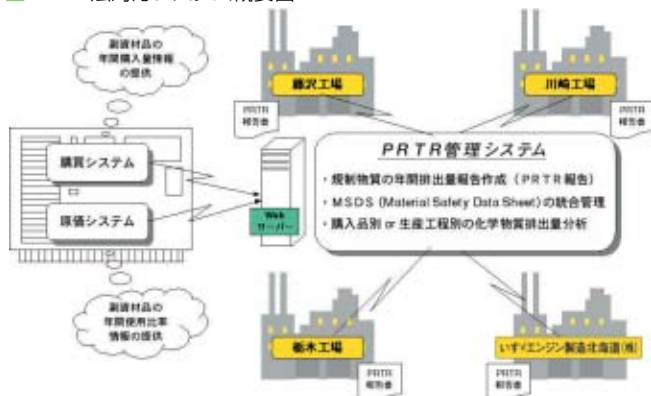 副資材品の
年間購入量情報
の提供
購買システム
原価システム
副資材品の
年間使用比率
情報の提供
Web
サーバー
藤沢工場
PRTR
報告書
川崎工場
PRTR
報告書
PRTR管理システム
・規制物質の年間排出量報告作成（PRTR報告）
・MSDS（Material Safety Data Sheet）の統合管理
・購入品別 or 生産工程別の化学物質排出量分析
栃木工場
PRTR
報告書
いすゞエンジン製造北海道(株)
PRTR
報告書